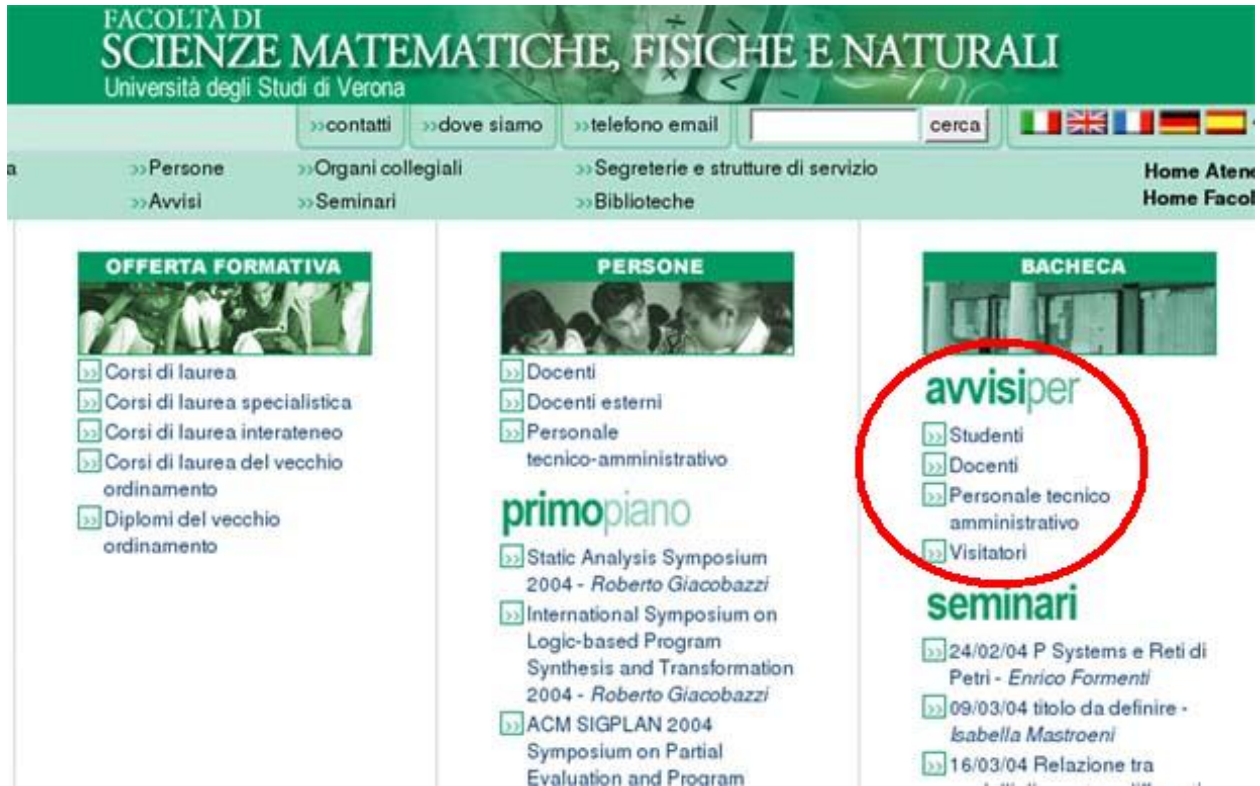 FACOLTÀ DI
SCIENZE MATEMATICHE, FISICHE E NATURALI
Università degli Studi di Verona
»contatti »dove siamo »telefono email cerca
a »Persone »Organi collegiali »Segreterie e strutture di servizio Home Atene
»Avvisi »Seminari »Biblioteche Home Facol
OFFERTA FORMATIVA
Corsi di laurea
Corsi di laurea specialistica
Corsi di laurea interateneo
Corsi di laurea del vecchio
ordinamento
Diplomi del vecchio
ordinamento
PERSONE
Docenti
Docenti esterni
Personale
tecnico-amministrativo
primopiano
Static Analysis Symposium
2004 - Roberto Giacobazzi
International Symposium on
Logic-based Program
Synthesis and Transformation
2004 - Roberto Giacobazzi
ACM SIGPLAN 2004
Symposium on Partial
Evaluation and Program
BACHECA
avvisiper
Studenti
Docenti
Personale tecnico
amministrativo
Visitatori
seminari
24/02/04 P Systems e Reti di
Petri - Enrico Formenti
09/03/04 titolo da definire -
Isabella Mastroeni
16/03/04 Relazione tra